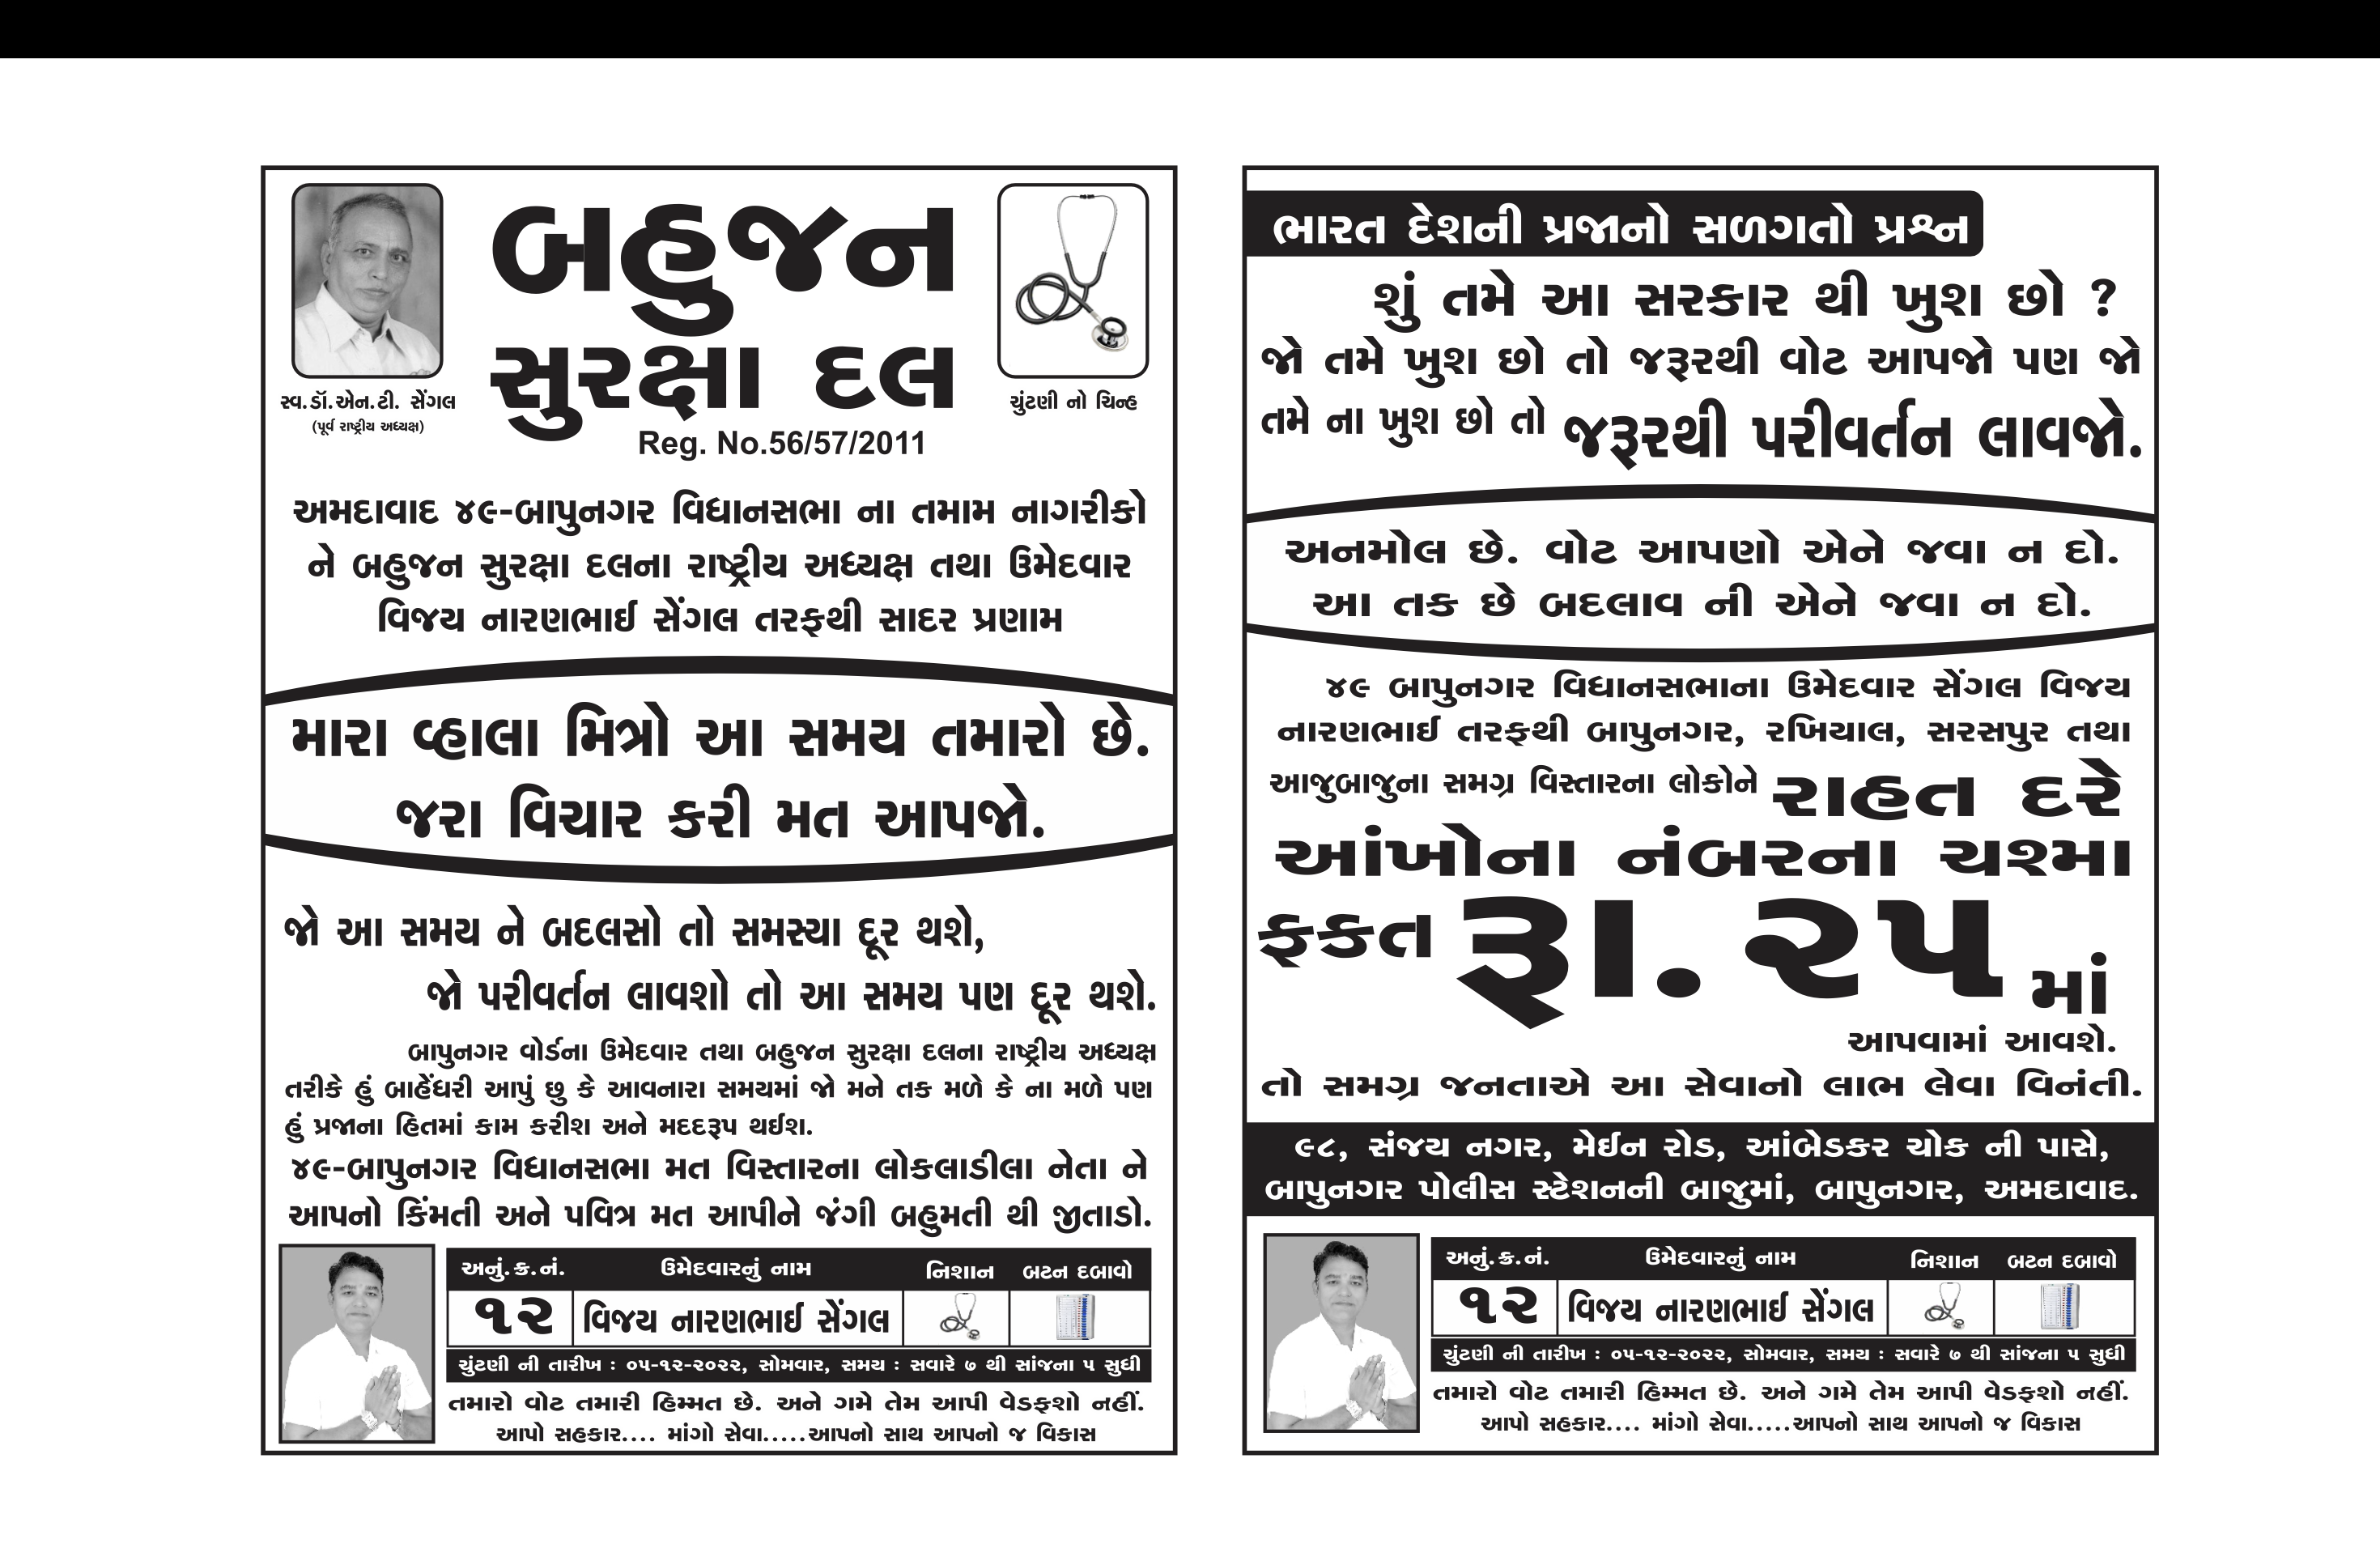 બહુજન
સુરક્ષા દલ
Reg. No.56/57/2011
સ્વ.ડૉ.એન.ટી. સેંગલ
(પૂર્વ રાષ્ટ્રીય અધ્યક્ષ)
ચુંટણી નો ચિન્હ
અમદાવાદ ૪૯-બાપુનગર વિધાનસભા ના તમામ નાગરીકો
ને બહુજન સુરક્ષા દલના રાષ્ટ્રીય અધ્યક્ષ તથા ઉમેદવાર
વિજય નારણભાઈ સેંગલ તરફથી સાદર પ્રણામ
મારા વ્હાલા મિત્રો આ સમય તમારો છે.
જરા વિચાર કરી મત આપજો.
જો આ સમય ને બદલસો તો સમસ્યા દૂર થશે,
જો પરીવર્તન લાવશો તો આ સમય પણ દૂર થશે.
બાપુનગર વોર્ડના ઉમેદવાર તથા બહુજન સુરક્ષા દલના રાષ્ટ્રીય અધ્યક્ષ
તરીકે હું બાહેંધરી આપું છુ કે આવનારા સમયમાં જો મને તક મળે કે ના મળે પણ
હું પ્રજાના હિતમાં કામ કરીશ અને મદદરૂપ થઈશ.
૪૯-બાપુનગર વિધાનસભા મત વિસ્તારના લોકલાડીલા નેતા ને
આપનો કિંમતી અને પવિત્ર મત આપીને જંગી બહુમતી થી જીતાડો.
અનું.ક્ર.નં. ઉમેદવારનું નામ નિશાન બટન દબાવો
૧૨ વિજય નારણભાઈ સેંગલ
ચુંટણી ની તારીખ : ૦૫-૧૨-૨૦૨૨, સોમવાર, સમય : સવારે ૭ થી સાંજના ૫ સુધી
તમારો વોટ તમારી હિમ્મત છે. અને ગમે તેમ આપી વેડફશો નહીં.
આપો સહકાર.... માંગો સેવા.....આપનો સાથ આપનો જ વિકાસ
ભારત દેશની પ્રજાનો સળગતો પ્રશ્ન
શું તમે આ સરકાર થી ખુશ છો ?
જો તમે ખુશ છો તો જરૂરથી વોટ આપજો પણ જો
તમે ના ખુશ છો તો જરૂરથી પરીવર્તન લાવજો.
અનમોલ છે. વોટ આપણો એને જવા ન દો.
આ તક છે બદલાવ ની એને જવા ન દો.
૪૯ બાપુનગર વિધાનસભાના ઉમેદવાર સેંગલ વિજય
નારણભાઈ તરફથી બાપુનગર, રખિયાલ, સરસપુર તથા
આજુબાજુના સમગ્ર વિસ્તારના લોકોને રાહત દરે
આંખોના નંબરના ચશ્મા
ફકત રૂા. ૨૫ માં
આપવામાં આવશે.
તો સમગ્ર જનતાએ આ સેવાનો લાભ લેવા વિનંતી.
૯૮, સંજય નગર, મેઈન રોડ, આંબેડકર ચોક ની પાસે,
બાપુનગર પોલીસ સ્ટેશનની બાજુમાં, બાપુનગર, અમદાવાદ.
અનું.ક્ર.નં. ઉમેદવારનું નામ નિશાન બટન દબાવો
૧૨ વિજય નારણભાઈ સેંગલ
ચુંટણી ની તારીખ : ૦૫-૧૨-૨૦૨૨, સોમવાર, સમય : સવારે ૭ થી સાંજના ૫ સુધી
તમારો વોટ તમારી હિમ્મત છે. અને ગમે તેમ આપી વેડફશો નહીં.
આપો સહકાર.... માંગો સેવા.....આપનો સાથ આપનો જ વિકાસ